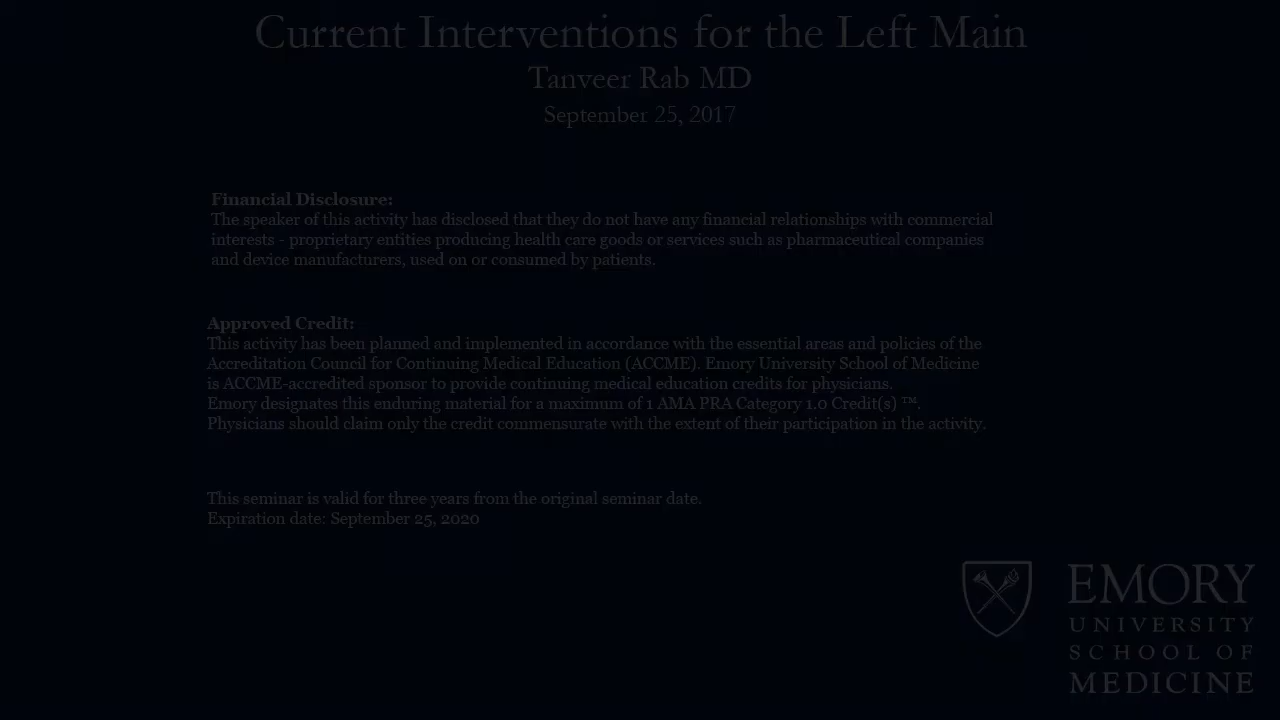 Current Interventions for the Left Main
Tanveer Rab MD
September 25, 2017
Financial Disclosure:
The speaker of this activity has disclosed that they do not have any financial relationships with commercial
interests - proprietary entities producing health care goods or services such as pharmaceutical companies
and device manufacturers, used on or consumed by patients.
Approved Credit:
This activity has been planned and implemented in accordance with the essential areas and policies of the
Accreditation Council for Continuing Medical Education (ACCME). Emory University School of Medicine
is ACCME-accredited sponsor to provide continuing medical education credits for physicians.
Emory designates this enduring material for a maximum of 1 AMA PRA Category 1.0 Credit(s) ™.
Physicians should claim only the credit commensurate with the extent of their participation in the activity.
This seminar is valid for three years from the original seminar date.
Expiration date: September 25, 2020
EMORY
UNIVERSITY
SCHOOL OF
MEDICINE